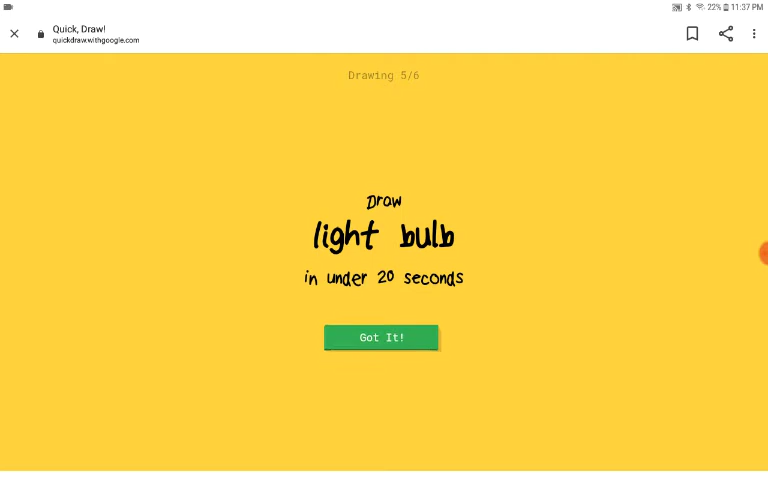 22% 11:37 PM
Quick, Draw!
quickdraw.withgoogle.com
Drawing 5/6
Draw
light bulb
in under 20 seconds
Got It!